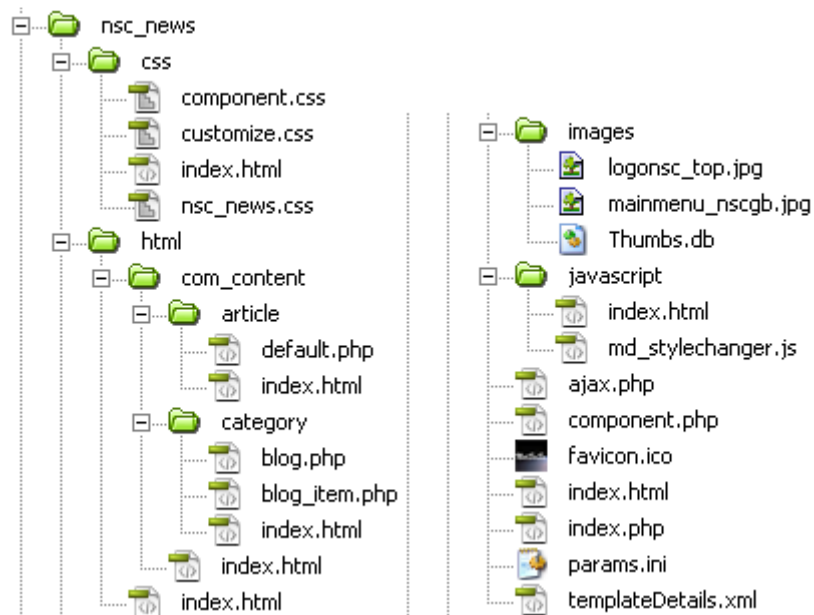 nsc_news
css
component.css
customize.css
index.html
nsc_news.css
html
com_content
article
default.php
index.html
category
blog.php
blog_item.php
index.html
index.html
index.html
images
logonsc_top.jpg
mainmenu_nscgb.jpg
Thumbs.db
javascript
index.html
md_stylechanger.js
ajax.php
component.php
favicon.ico
index.html
index.php
params.ini
templateDetails.xml